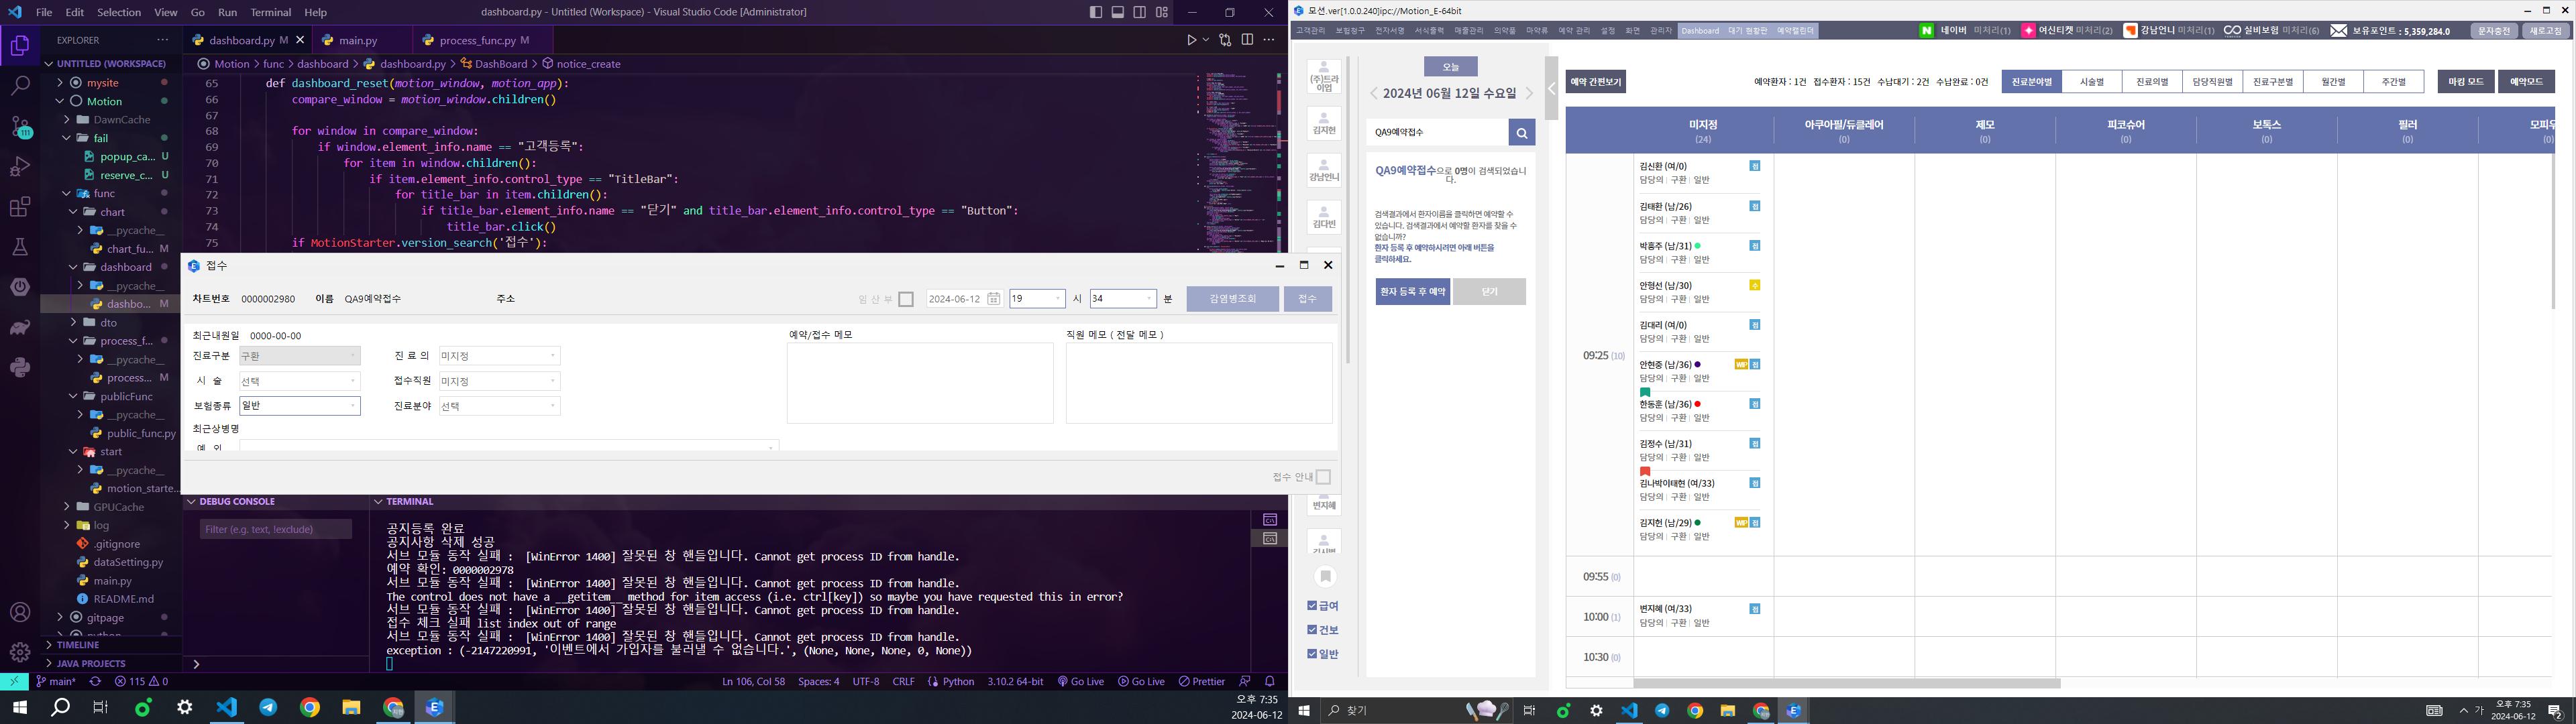 File Edit Selection View Go Run Terminal Help
dashboard.py - Untitled (Workspace) - Visual Studio Code [Administrator]
EXPLORER
UNTITLED (WORKSPACE)
mysite
Motion
DawnCache
fail
popup_ca... U
reserve_c... U
func
chart
__pycache__
chart_fu... M
dashboard
__pycache__
dashbo... M
dto
process_f...
__pycache__
process... M
publicFunc
__pycache__
public_func.py
start
__pycache__
motion_starte...
GPUCache
log
.gitignore
dataSetting.py
main.py
README.md
gitpage
TIMELINE
JAVA PROJECTS
dashboard.py M
main.py
process_func.py M
Motion > func > dashboard > dashboard.py > DashBoard > notice_create
65 def dashboard_reset(motion_window, motion_app):
66 compare_window = motion_window.children()
67
68 for window in compare_window:
69 if window.element_info.name == "고객등록":
70 for item in window.children():
71 if item.element_info.control_type == "TitleBar":
72 for title_bar in item.children():
73 if title_bar.element_info.name == "닫기" and title_bar.element_info.control_type == "Button":
74 title_bar.click()
75 if MotionStarter.version_search('접수'):
접수
차트번호 0000002980 이름 QA9예약접수 주소
임 산 부 2024-06-12 19 시 34 분 감염병조회 접수
최근내원일 0000-00-00
진료구분 구환 진 료 의 미지정
시 술 선택 접수직원 미지정
보험종류 일반 진료분야 선택
최근상병명
예 외
예약/접수 메모
직원 메모 ( 전달 메모 )
접수 안내
DEBUG CONSOLE
Filter (e.g. text, !exclude)
TERMINAL
공지등록 완료
공지사항 삭제 성공
서브 모듈 동작 실패 : [WinError 1400] 잘못된 창 핸들입니다. Cannot get process ID from handle.
예약 확인: 0000002978
서브 모듈 동작 실패 : [WinError 1400] 잘못된 창 핸들입니다. Cannot get process ID from handle.
The control does not have a __getitem__ method for item access (i.e. ctrl[key]) so maybe you have requested this in error?
서브 모듈 동작 실패 : [WinError 1400] 잘못된 창 핸들입니다. Cannot get process ID from handle.
접수 체크 실패 list index out of range
서브 모듈 동작 실패 : [WinError 1400] 잘못된 창 핸들입니다. Cannot get process ID from handle.
exception : (-2147220991, '이벤트에서 가입자를 불러낼 수 없습니다.', (None, None, None, 0, None))
main* 115 0
Ln 106, Col 58 Spaces: 4 UTF-8 CRLF Python 3.10.2 64-bit Go Live Go Live Prettier
오후 7:35
2024-06-12
모션.ver[1.0.0.240]ipc://Motion_E-64bit
고객관리 보험청구 전자서명 서식출력 매출관리 의약품 마약류 예약 관리 설정 화면 관리자 Dashboard 대기 현황판 예약캘린더
네이버 미처리(1) 여신티켓 미처리(2) 강남언니 미처리(1) 실비보험 미처리(6) 보유포인트 : 5,359,284.0 문자충전 새로고침
(주)트라이업
김지헌
강남언니
김다빈
변지혜
급여
건보
일반
오늘
2024년 06월 12일 수요일
QA9예약접수
QA9예약접수으로 0명이 검색되었습니다.
검색결과에서 환자이름을 클릭하면 예약할 수
있습니다. 검색결과에서 예약할 환자를 찾을 수
없습니까?
환자 등록 후 예약하시려면 아래 버튼을
클릭하세요.
환자 등록 후 예약 닫기
예약 간편보기
예약환자 : 1건 접수환자 : 15건 수납대기 : 2건 수납완료 : 0건
진료분야별 시술별 진료의별 담당직원별 진료구분별 월간별 주간별
마킹 모드 예약모드
미지정 (24) 아쿠아필/듀클레어 (0) 제모 (0) 피코슈어 (0) 보톡스 (0) 필러 (0) 모피우 (0)
09:25 (10)
김신환 (여/0) 접
담당의 | 구환 | 일반
김태환 (남/26) 접
담당의 | 구환 | 일반
박흥주 (남/31) 접
담당의 | 구환 | 일반
안형선 (남/30) 수
담당의 | 구환 | 일반
김대리 (여/0) 접
담당의 | 구환 | 일반
안현중 (남/36) WIP 접
담당의 | 구환 | 일반
한동훈 (남/36) 접
담당의 | 구환 | 일반
김정수 (남/31) 접
담당의 | 구환 | 일반
김나박이태현 (여/33) 접
담당의 | 구환 | 일반
김지헌 (남/29) WIP 접
담당의 | 구환 | 일반
09:55 (0)
10:00 (1)
변지혜 (여/33) 접
담당의 | 구환 | 일반
10:30 (0)
찾기
오후 7:35
2024-06-12